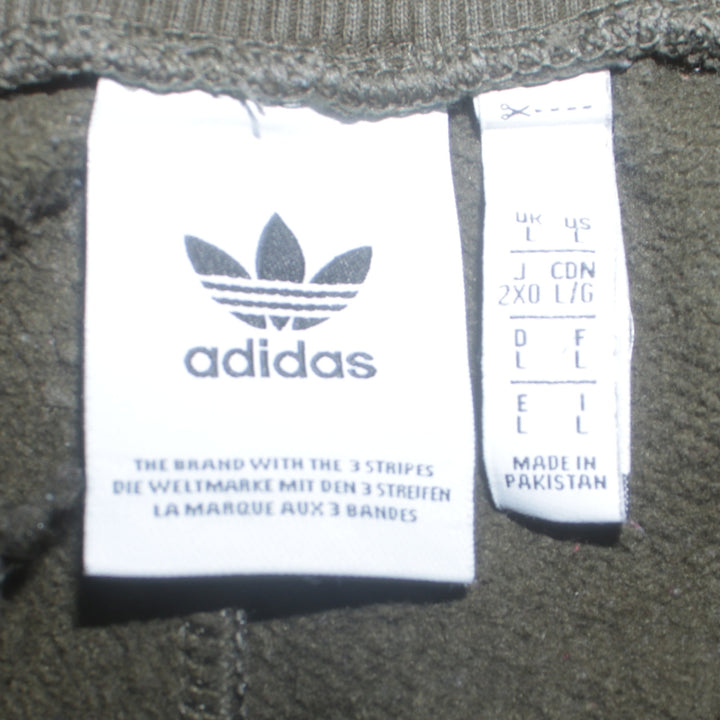 adidas
THE BRAND WITH THE 3 STRIPES
DIE WELTMARKE MIT DEN 3 STREIFEN
LA MARQUE AUX 3 BANDES
UK US
L L
J CDN
2XO L/G
D F
L L
E I
L L
MADE IN
PAKISTAN